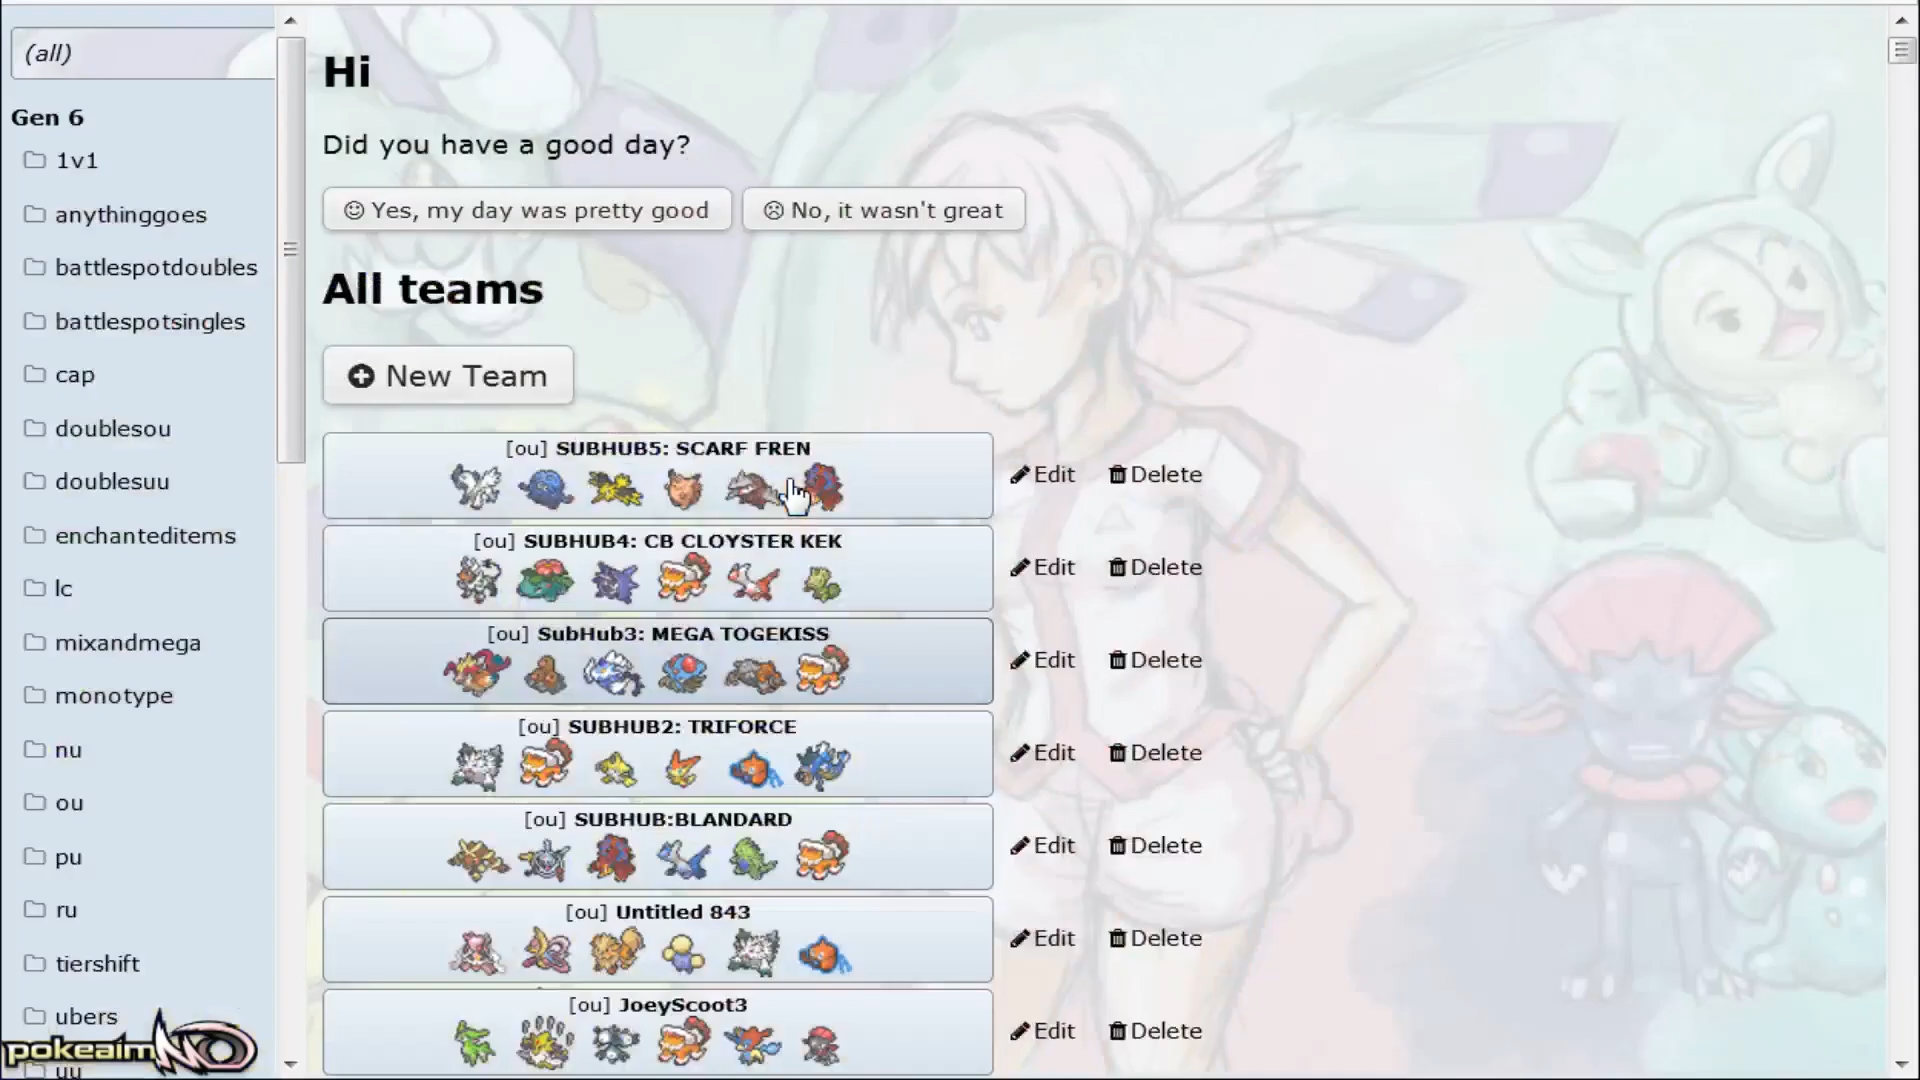 (all)
Gen 6
1v1
anythinggoes
battlespotdoubles
battlespotsingles
cap
doublesou
doublesuu
enchanteditems
lc
mixandmega
monotype
nu
ou
pu
ru
tiershift
ubers
uu
pokeaimMD
Hi
Did you have a good day?
Yes, my day was pretty good
No, it wasn't great
All teams
New Team
[ou] SUBHUB5: SCARF FREN
Edit Delete
[ou] SUBHUB4: CB CLOYSTER KEK
Edit Delete
[ou] SubHub3: MEGA TOGEKISS
Edit Delete
[ou] SUBHUB2: TRIFORCE
Edit Delete
[ou] SUBHUB:BLANDARD
Edit Delete
[ou] Untitled 843
Edit Delete
[ou] JoeyScoot3
Edit Delete